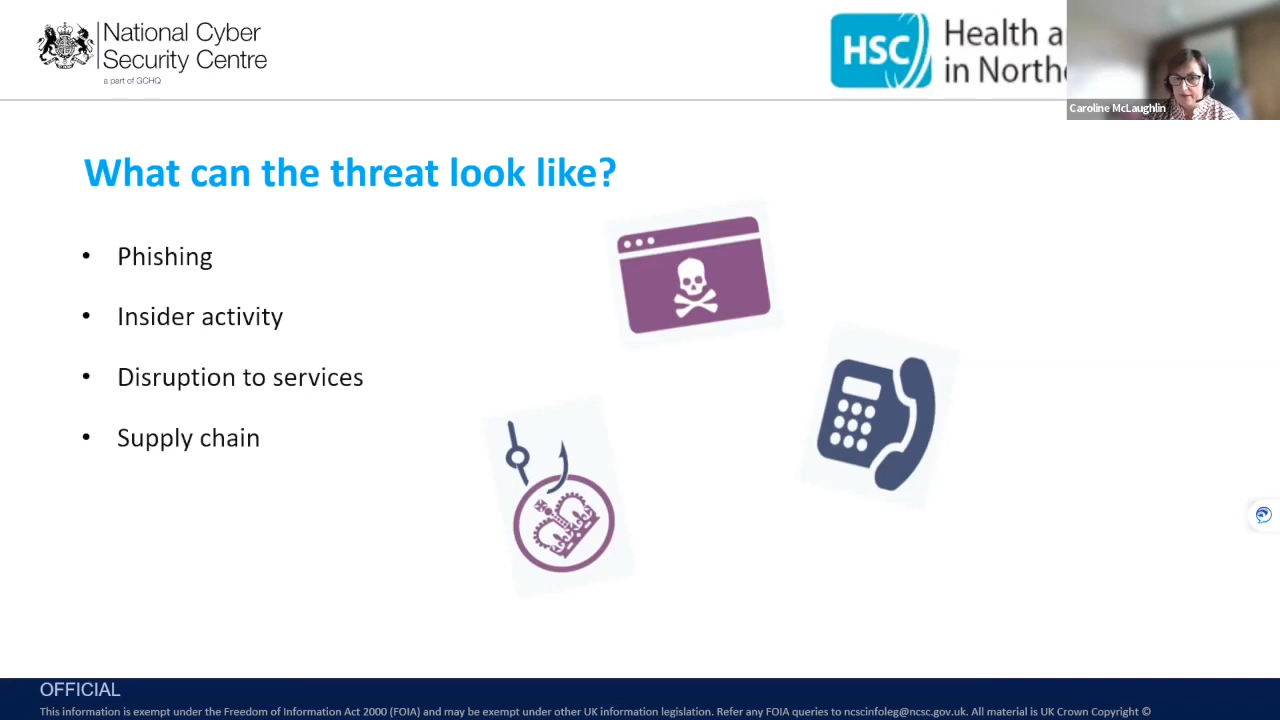 National Cyber
Security Centre
a part of GCHQ
HSC
Health a
in North
Caroline McLaughlin
What can the threat look like?
• Phishing
• Insider activity
• Disruption to services
• Supply chain
OFFICIAL
This information is exempt under the Freedom of Information Act 2000 (FOIA) and may be exempt under other UK information legislation. Refer any FOIA queries to ncscinfoleg@ncsc.gov.uk. All material is UK Crown Copyright ©